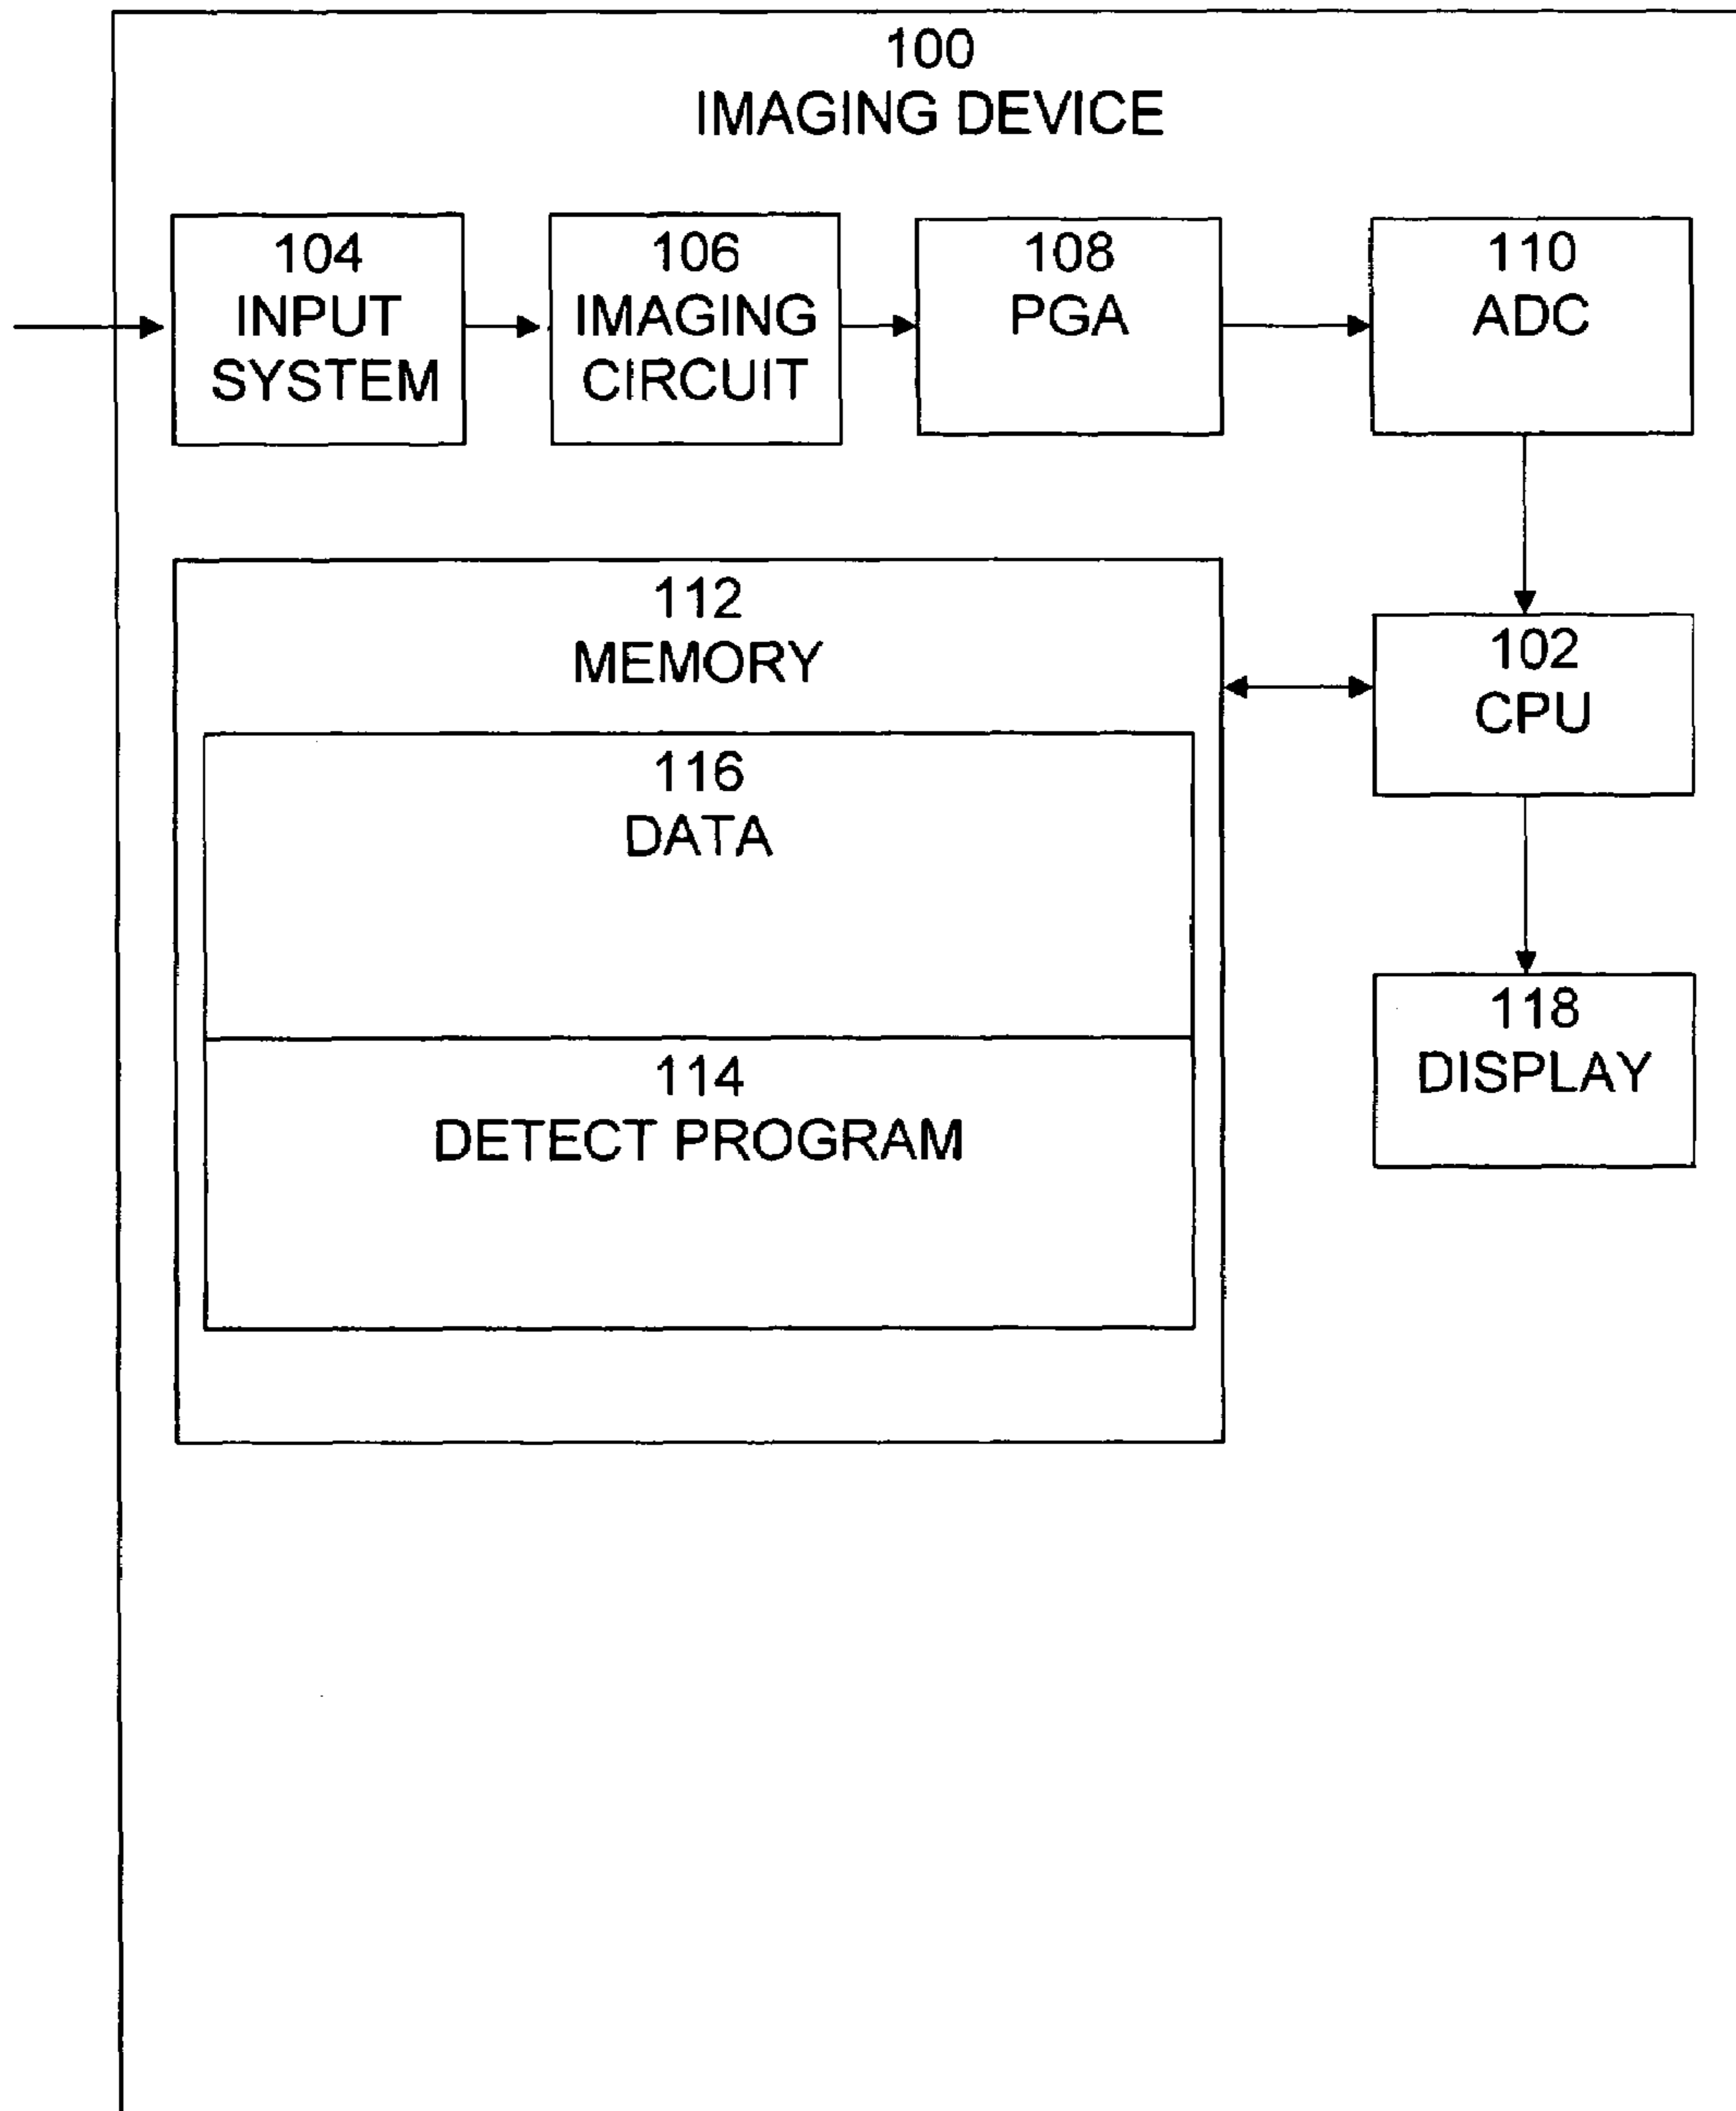 100
IMAGING DEVICE
104
INPUT
SYSTEM
106
IMAGING
CIRCUIT
108
PGA
110
ADC
112
MEMORY
102
CPU
116
DATA
114
DETECT PROGRAM
118
DISPLAY